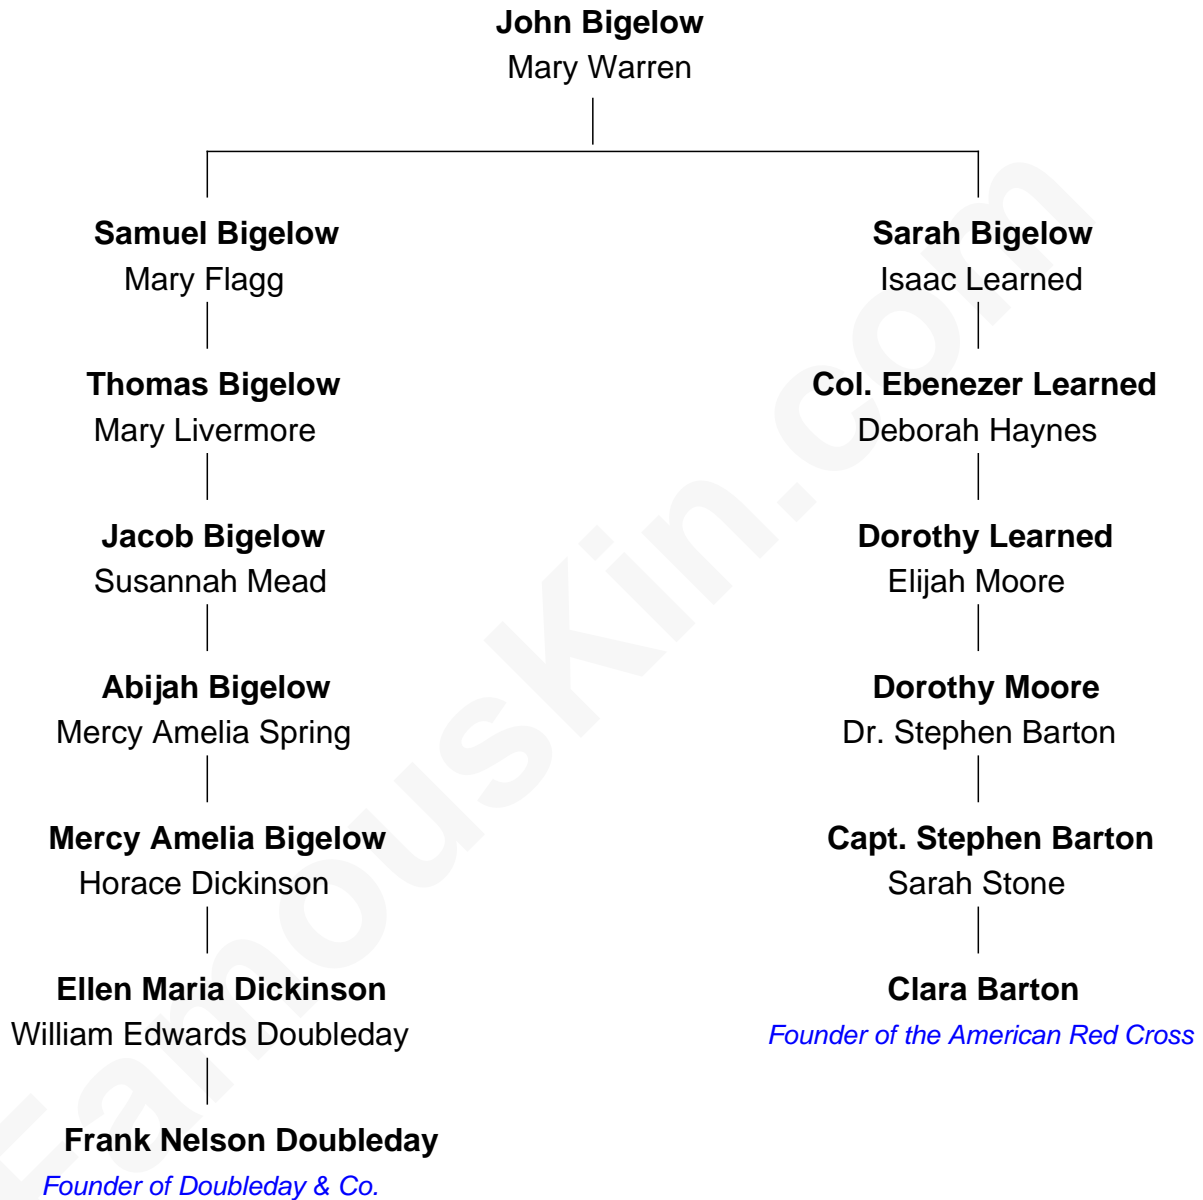 John Bigelow
Mary Warren
Samuel Bigelow
Mary Flagg
Sarah Bigelow
Isaac Learned
Thomas Bigelow
Mary Livermore
Col. Ebenezer Learned
Deborah Haynes
Jacob Bigelow
Susannah Mead
Dorothy Learned
Elijah Moore
Abijah Bigelow
Mercy Amelia Spring
Dorothy Moore
Dr. Stephen Barton
Mercy Amelia Bigelow
Horace Dickinson
Capt. Stephen Barton
Sarah Stone
Ellen Maria Dickinson
William Edwards Doubleday
Clara Barton
Founder of the American Red Cross
Frank Nelson Doubleday
Founder of Doubleday & Co.
FamousKin.com